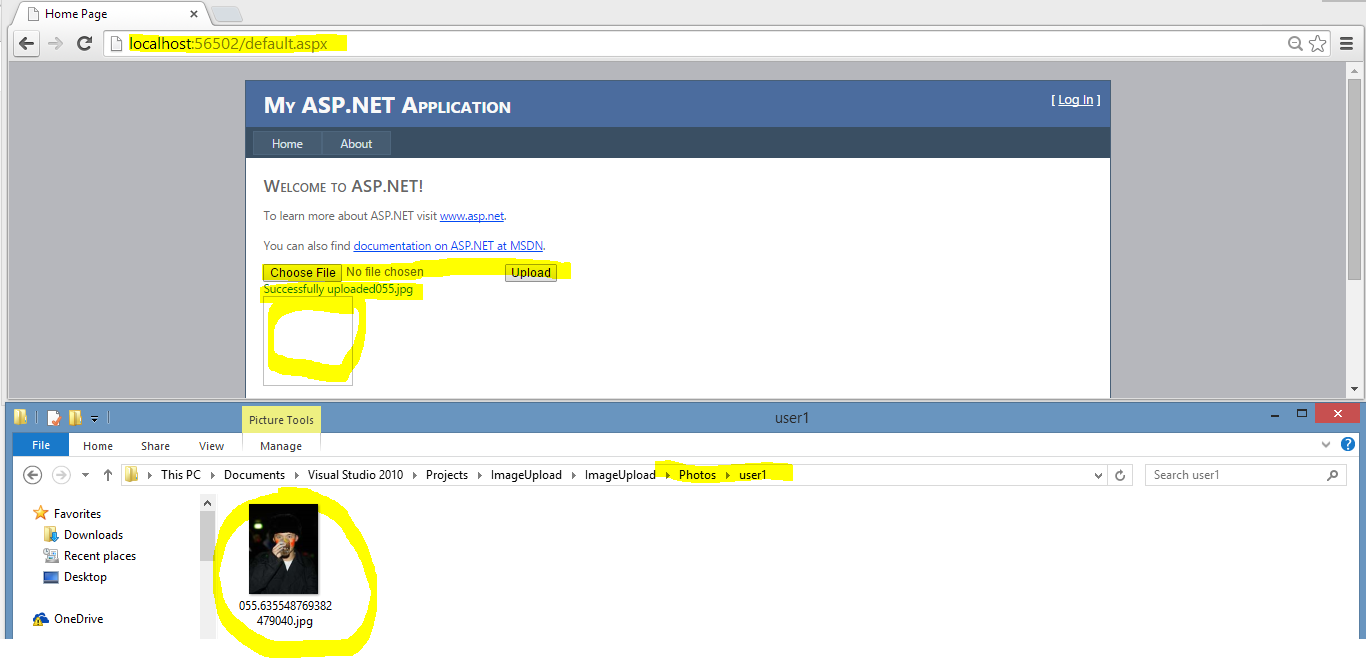 Home Page
localhost:56502/default.aspx
My ASP.NET Application
[ Log In ]
Home About
Welcome to ASP.NET!
To learn more about ASP.NET visit www.asp.net.
You can also find documentation on ASP.NET at MSDN.
Choose File No file chosen Upload
Successfully uploaded055.jpg
Picture Tools
user1
File Home Share View Manage
This PC Documents Visual Studio 2010 Projects ImageUpload ImageUpload Photos user1
Search user1
Favorites
Downloads
Recent places
Desktop
OneDrive
055.635548769382
479040.jpg